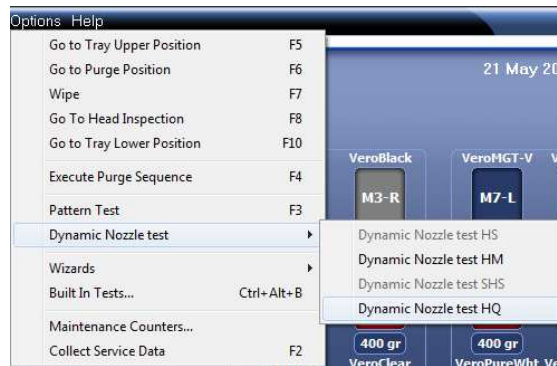 Options Help
Go to Tray Upper Position F5
Go to Purge Position F6
Wipe F7
Go To Head Inspection F8
Go to Tray Lower Position F10
Execute Purge Sequence F4
Pattern Test F3
Dynamic Nozzle test
Wizards
Built In Tests... Ctrl+Alt+B
Maintenance Counters...
Collect Service Data F2
21 May 20
VeroBlack VeroMGT-V V
M3-R M7-L
Dynamic Nozzle test HS
Dynamic Nozzle test HM
Dynamic Nozzle test SHS
Dynamic Nozzle test HQ
400 gr 400 gr
VeroClear VeroPureWht Ve